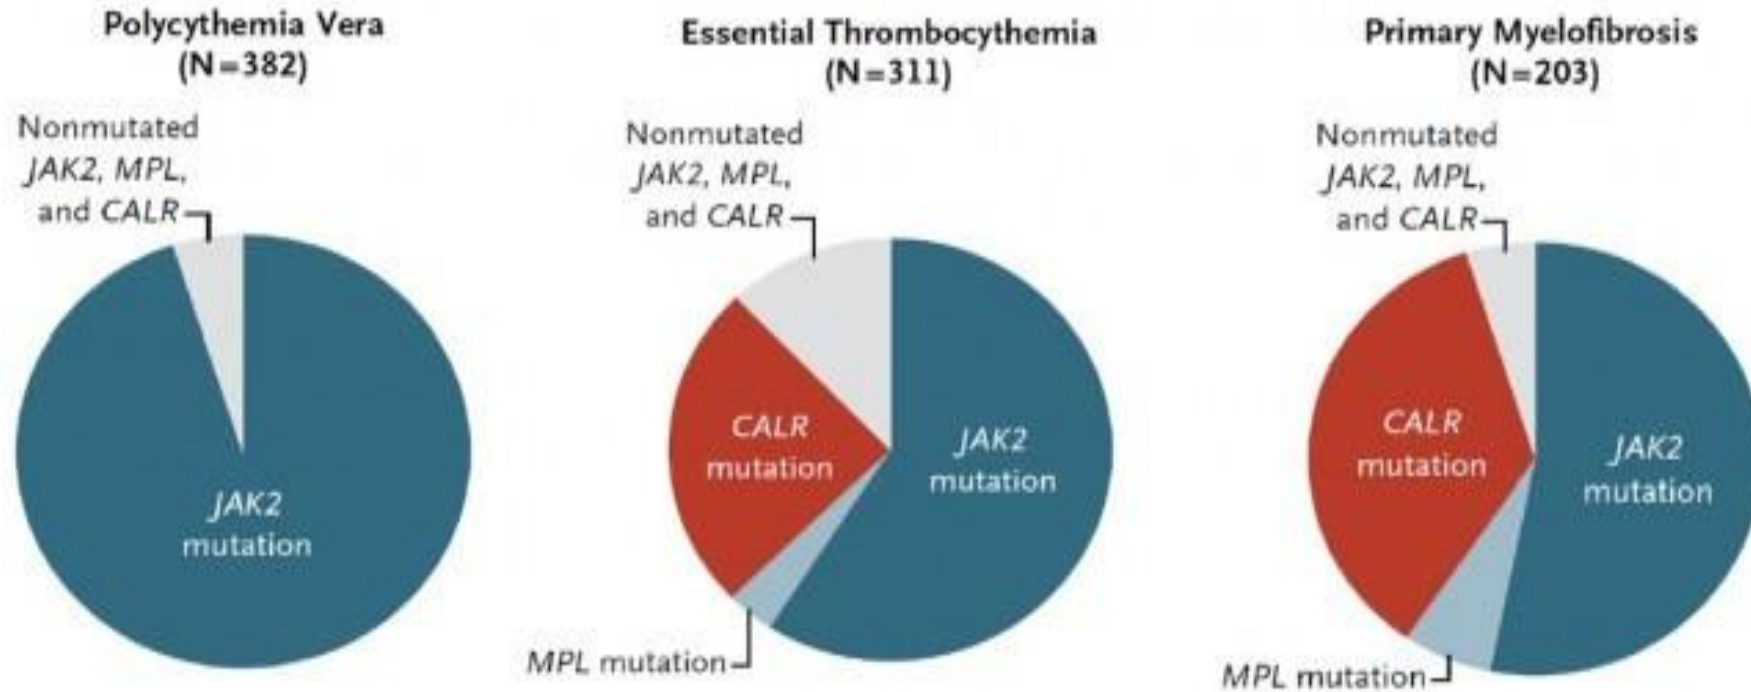 Polycythemia Vera
(N=382)
Nonmutated
JAK2, MPL,
and CALR
JAK2
mutation
Essential Thrombocythemia
(N=311)
Nonmutated
JAK2, MPL,
and CALR
CALR
mutation
JAK2
mutation
MPL mutation
Primary Myelofibrosis
(N=203)
Nonmutated
JAK2, MPL,
and CALR
CALR
mutation
JAK2
mutation
MPL mutation